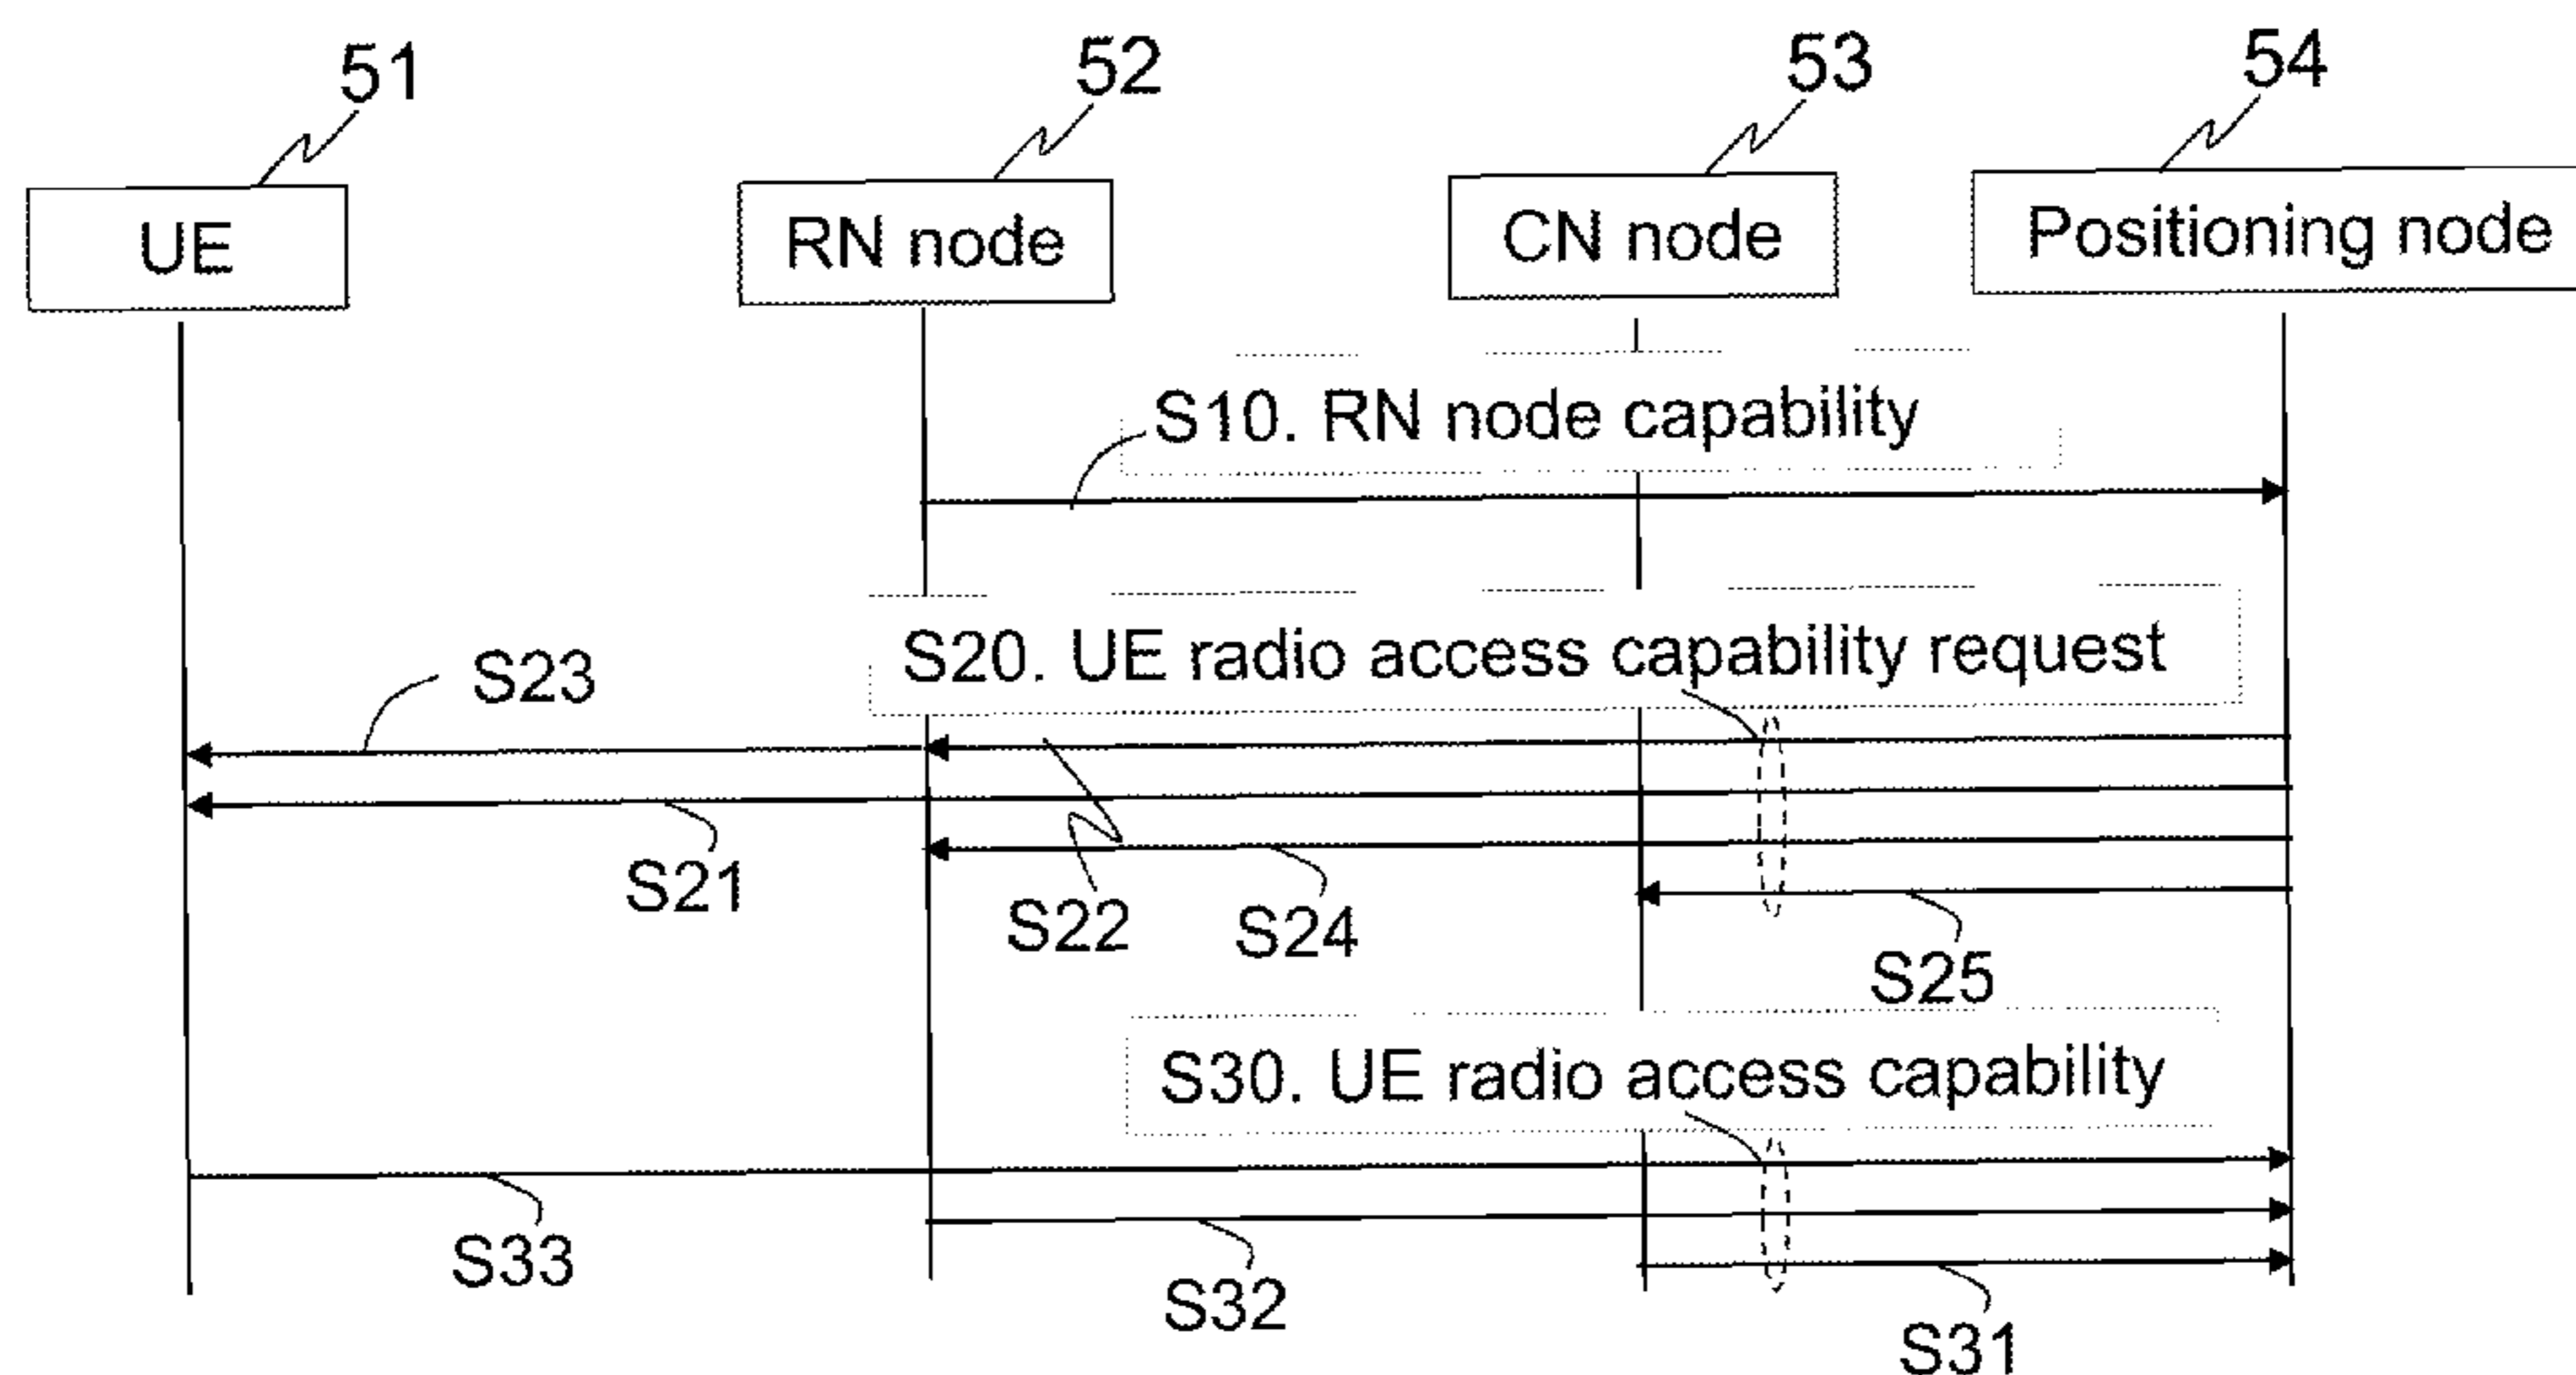 51
52
53
54
UE
RN node
CN node
Positioning node
S10. RN node capability
S20. UE radio access capability request
S23
S21
S22
S24
S25
S30. UE radio access capability
S33
S32
S31